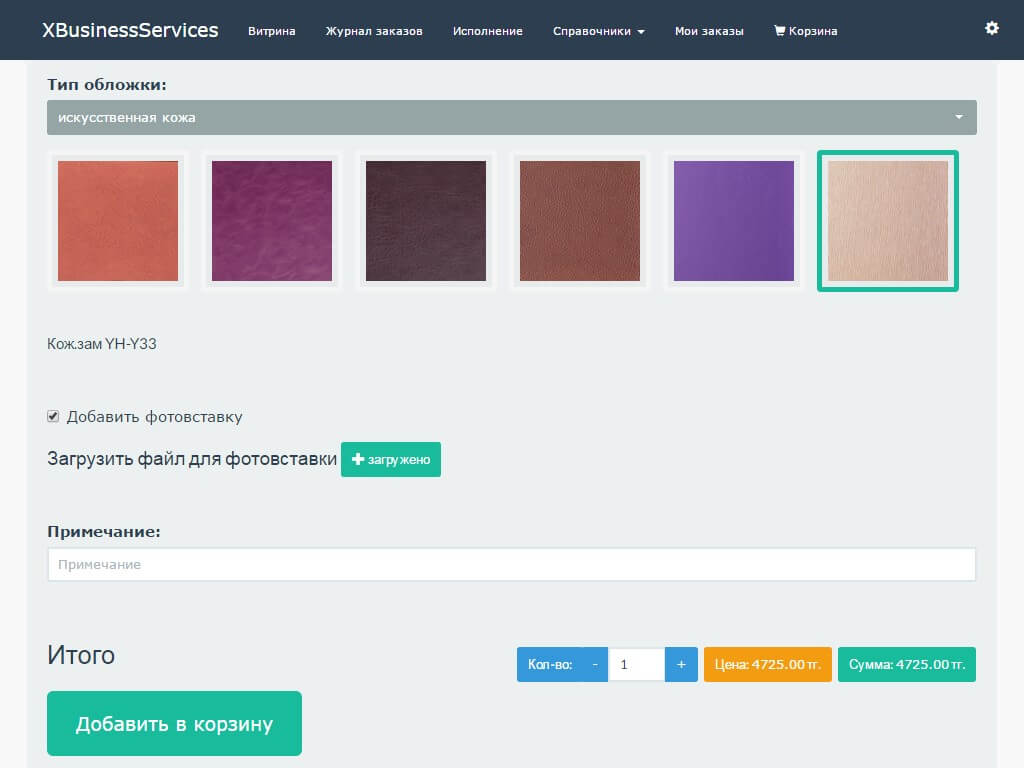 XBusinessServices Витрина Журнал заказов Исполнение Справочники Мои заказы Корзина
Тип обложки:
искусственная кожа
Кож.зам YH-Y33
Добавить фотовставку
Загрузить файл для фотовставки загружено
Примечание:
Примечание
Итого
Кол-во: - 1 + Цена: 4725.00 тг. Сумма: 4725.00 тг.
Добавить в корзину